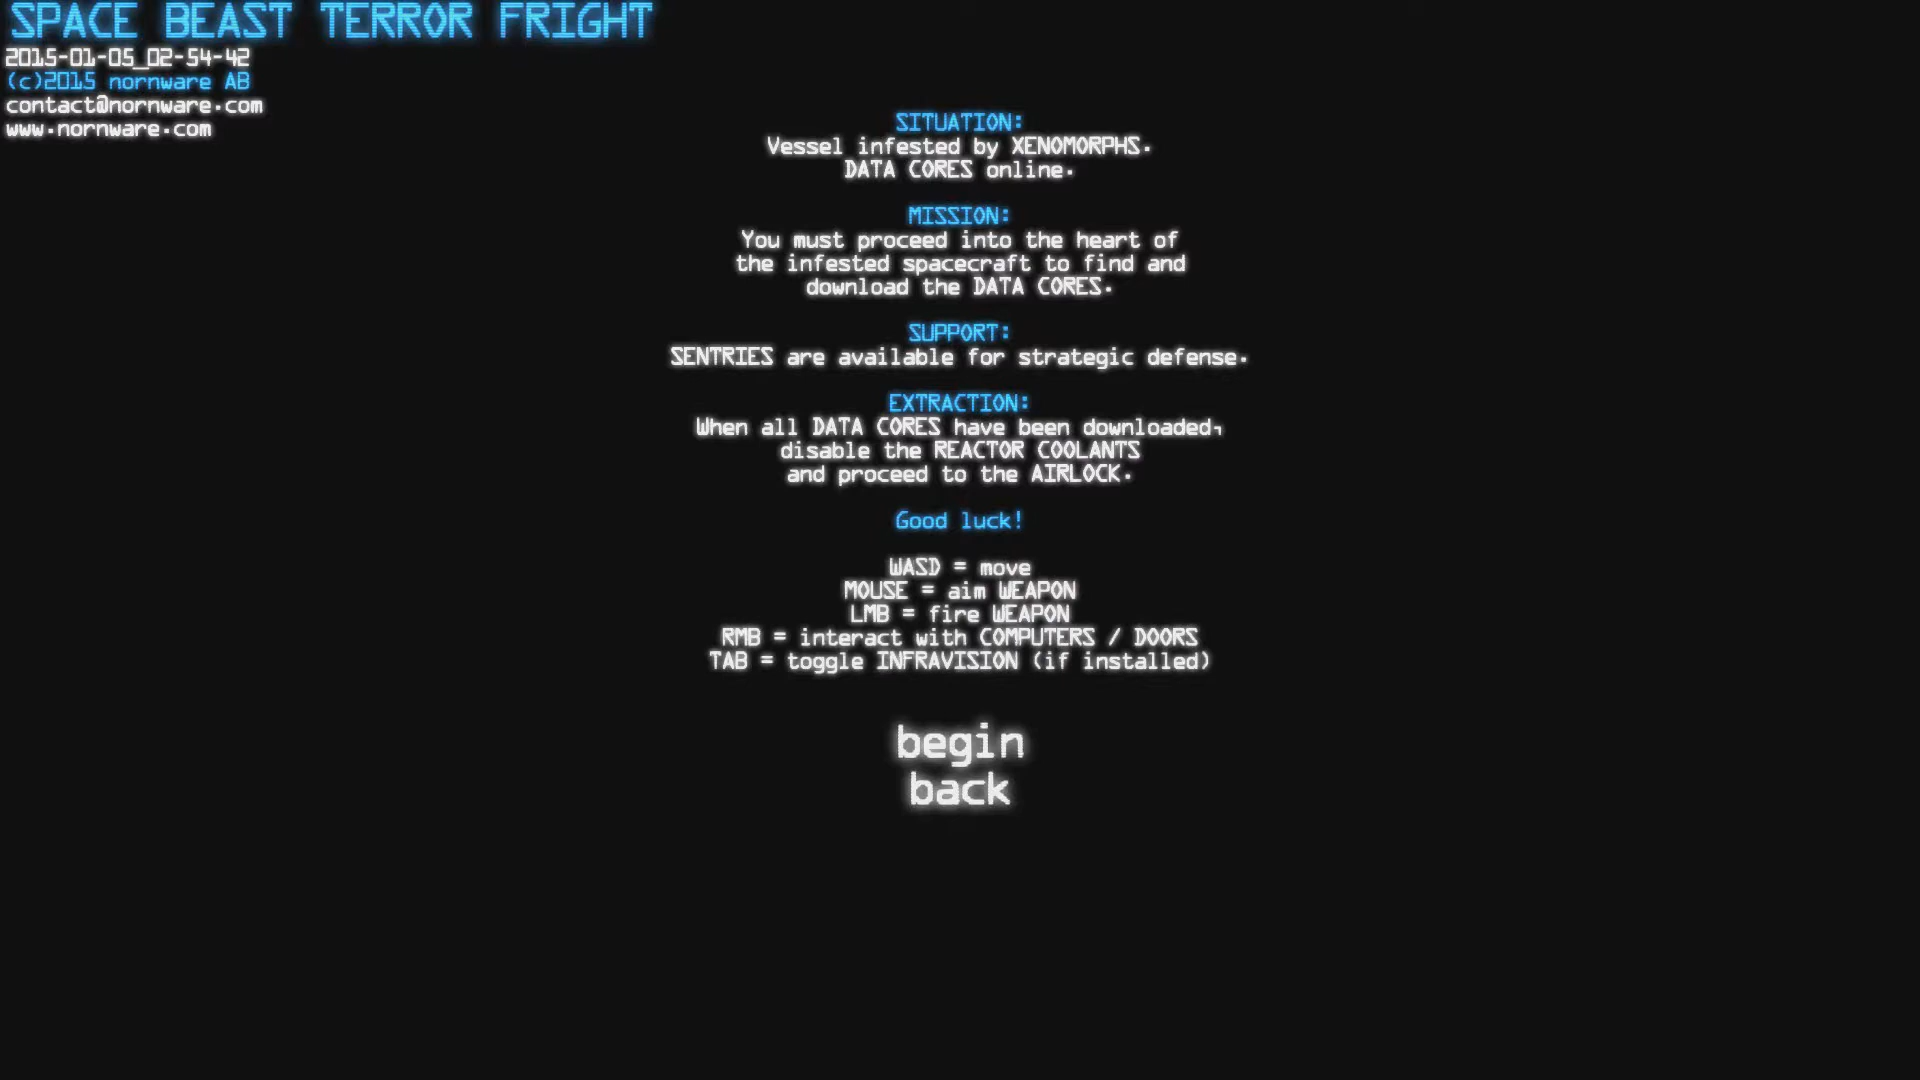 SPACE BEAST TERROR FRIGHT
2015-01-05_02-54-42
(c)2015 nornware AB
contact@nornware.com
www.nornware.com
SITUATION:
Vessel infested by XENOMORPHS.
DATA CORES online.
MISSION:
You must proceed into the heart of
the infested spacecraft to find and
download the DATA CORES.
SUPPORT:
SENTRIES are available for strategic defense.
EXTRACTION:
When all DATA CORES have been downloaded,
disable the REACTOR COOLANTS
and proceed to the AIRLOCK.
Good luck!
WASD = move
MOUSE = aim WEAPON
LMB = fire WEAPON
RMB = interact with COMPUTERS / DOORS
TAB = toggle INFRAVISION (if installed)
begin
back